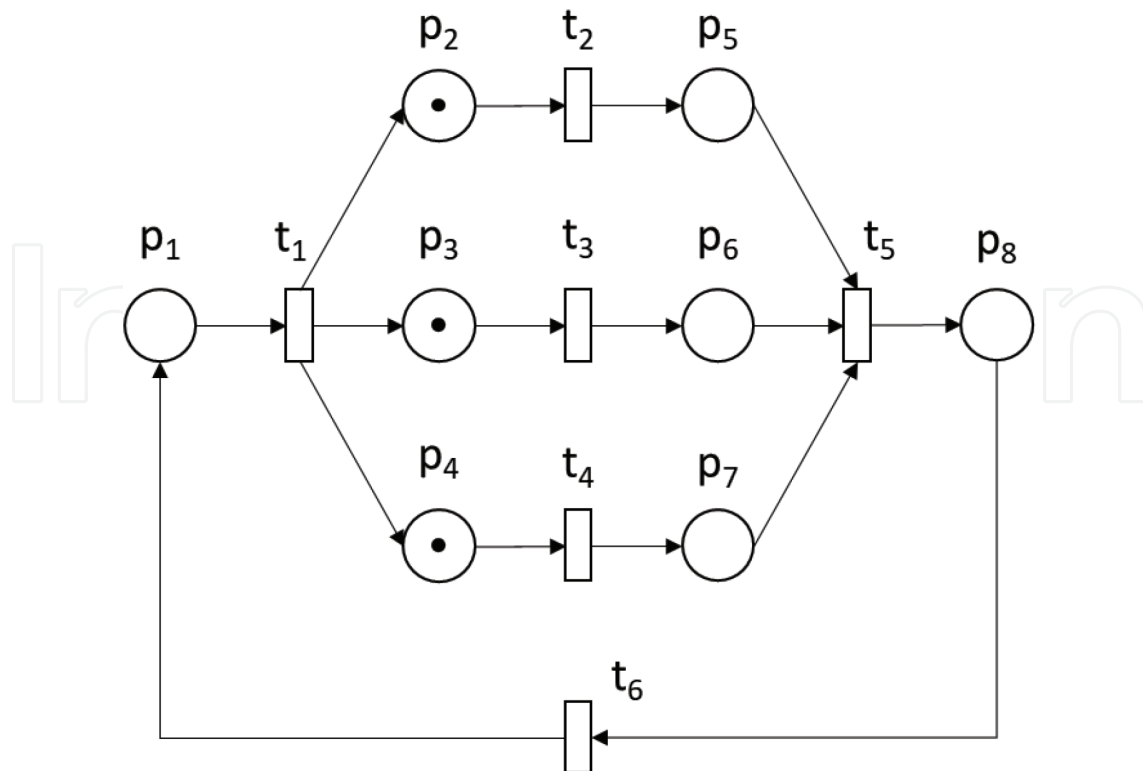 p₂ t₂ p₅
p₁ t₁ p₃ t₃ p₆ t₅ p₈
p₄ t₄ p₇
t₆